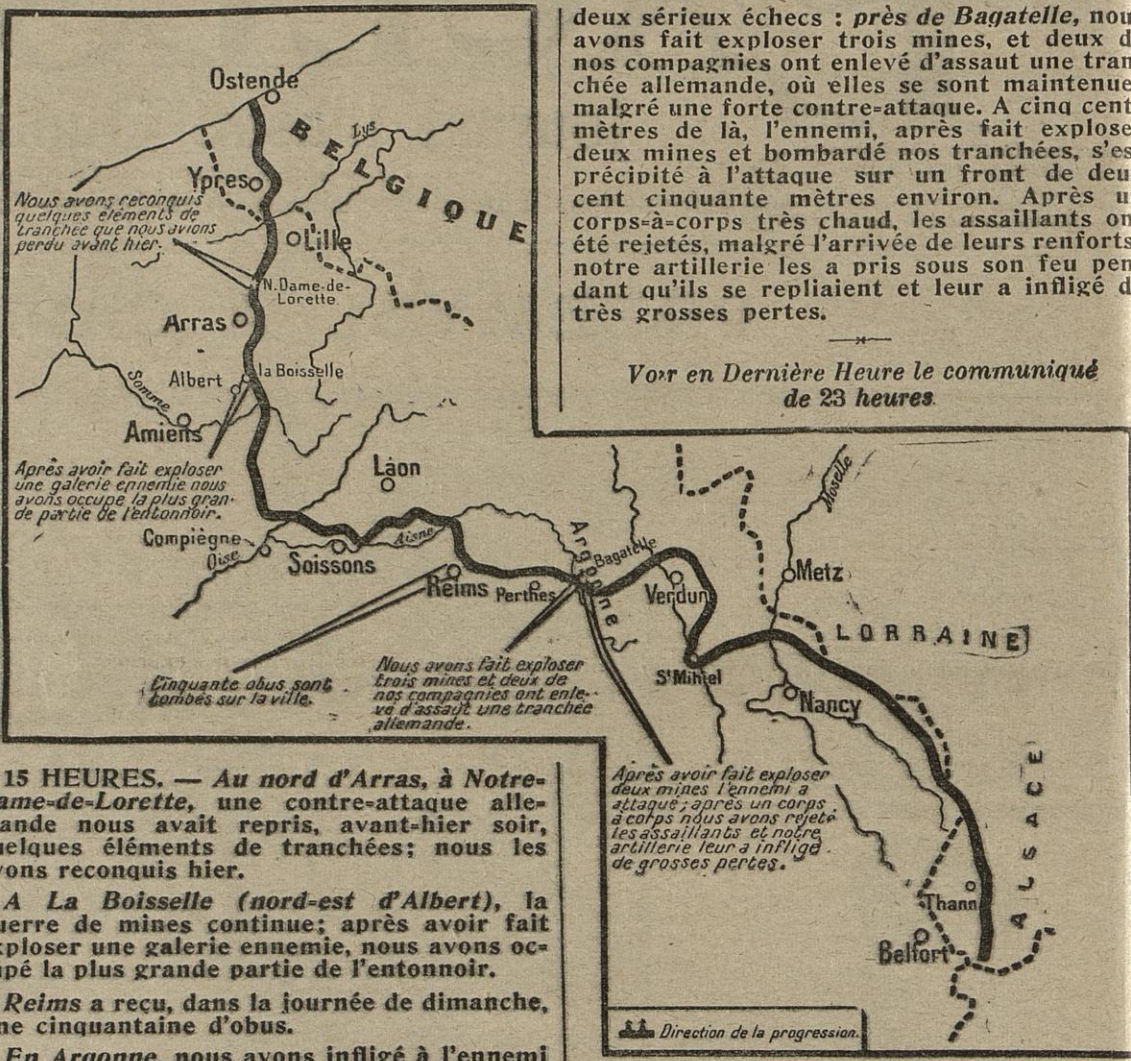 deux sérieux échecs : près de Bagatelle, nou
avons fait exploser trois mines, et deux d
nos compagnies ont enlevé d'assaut une tran
chée allemande, où elles se sont maintenue
malgré une forte contre=attaque. A cinq cent
mètres de là, l'ennemi, après fait explose
deux mines et bombardé nos tranchées, s'es
précipité à l'attaque sur un front de deu
cent cinquante mètres environ. Après u
corps=à=corps très chaud, les assaillants on
été rejetés, malgré l'arrivée de leurs renforts
notre artillerie les a pris sous son feu pen
dant qu'ils se repliaient et leur a infligé d
très grosses pertes.
Voir en Dernière Heure le communiqué
de 23 heures.
Ostende
BELGIQUE
Lys
Ypres
Nous avons reconquis
quelques éléments de
tranchée que nous avions
perdu avant hier.
Lille
N. Dame-de-
Lorette.
Arras
la Boisselle
Albert
Somme
Amiens
Après avoir fait exploser
une galerie ennemie nous
avons occupé la plus gran-
de partie de l'entonnoir.
Laon
Compiègne
Oise
Aisne
Soissons
Reims
Perthes
Argonne
Bagatelle
Verdun
Moselle
Metz
LORRAINE
St Mihiel
Nancy
Cinquante obus sont
tombés sur la ville.
Nous avons fait exploser
trois mines et deux de
nos compagnies ont enle-
vé d'assaut une tranchée
allemande.
Après avoir fait exploser
deux mines l'ennemi a
attaqué; après un corps
à corps nous avons rejeté
les assaillants et notre
artillerie leur a infligé
de grosses pertes.
ALSACE
Thann
Belfort
Direction de la progression.
15 HEURES. — Au nord d'Arras, à Notre=
ame=de=Lorette, une contre=attaque alle=
ande nous avait repris, avant=hier soir,
uelques éléments de tranchées; nous les
vons reconquis hier.
A La Boisselle (nord=est d'Albert), la
uerre de mines continue; après avoir fait
xploser une galerie ennemie, nous avons oc=
upé la plus grande partie de l'entonnoir.
Reims a reçu, dans la journée de dimanche,
ne cinquantaine d'obus.
En Argonne, nous avons infligé à l'ennemi